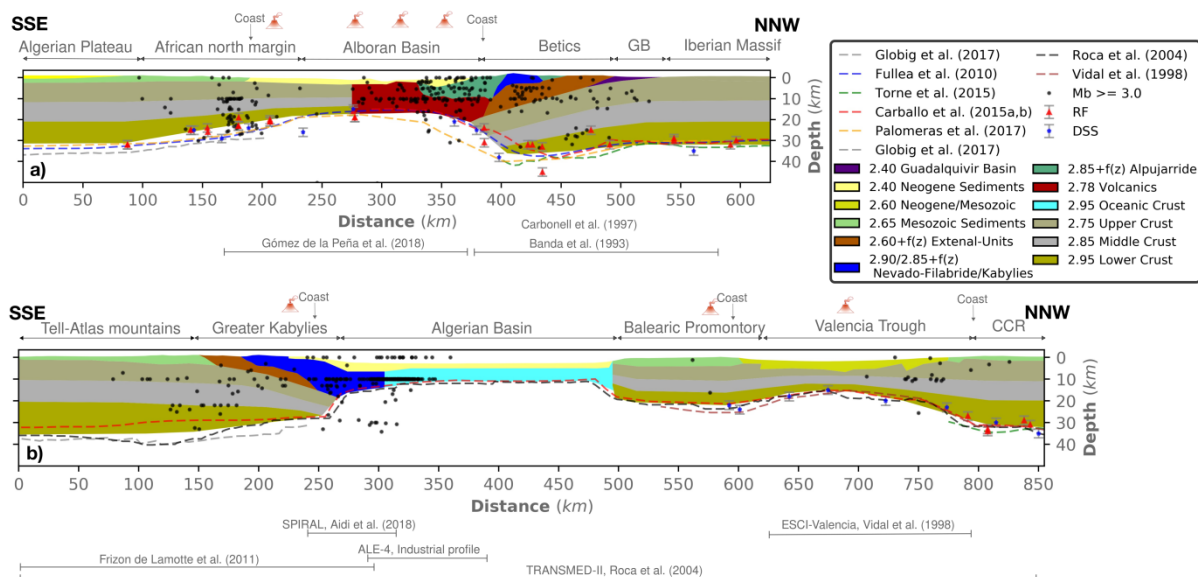 SSE
NNW
Coast
Coast
Algerian Plateau
African north margin
Alboran Basin
Betics
GB
Iberian Massif
0
10
20
30
40
Depth (km)
a)
0 50 100 150 200 250 300 350 400 450 500 550 600
Distance (km)
Carbonell et al. (1997)
Gómez de la Peña et al. (2018)
Banda et al. (1993)
Globig et al. (2017)
Fullea et al. (2010)
Torne et al. (2015)
Carballo et al. (2015a,b)
Palomeras et al. (2017)
Globig et al. (2017)
Roca et al. (2004)
Vidal et al. (1998)
Mb >= 3.0
RF
DSS
2.40 Guadalquivir Basin
2.40 Neogene Sediments
2.60 Neogene/Mesozoic
2.65 Mesozoic Sediments
2.60+f(z) Extenal-Units
2.90/2.85+f(z)
Nevado-Filabride/Kabylies
2.85+f(z) Alpujarride
2.78 Volcanics
2.95 Oceanic Crust
2.75 Upper Crust
2.85 Middle Crust
2.95 Lower Crust
SSE
NNW
Coast
Coast
Coast
Tell-Atlas mountains
Greater Kabylies
Algerian Basin
Balearic Promontory
Valencia Trough
CCR
0
10
20
30
40
Depth (km)
b)
0 50 100 150 200 250 300 350 400 450 500 550 600 650 700 750 800 850
Distance (km)
SPIRAL, Aidi et al. (2018)
ESCI-Valencia, Vidal et al. (1998)
ALE-4, Industrial profile
Frizon de Lamotte et al. (2011)
TRANSMED-II, Roca et al. (2004)